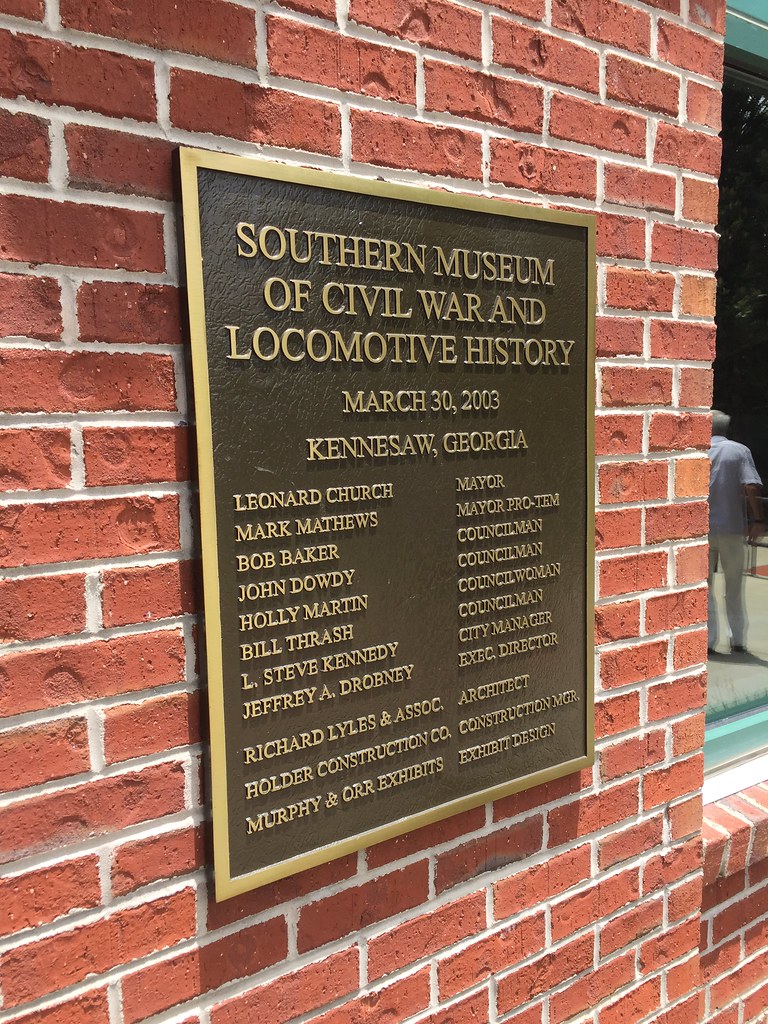 SOUTHERN MUSEUM
OF CIVIL WAR AND
LOCOMOTIVE HISTORY
MARCH 30, 2003
KENNESAW, GEORGIA
LEONARD CHURCH MAYOR
MARK MATHEWS MAYOR PRO-TEM
BOB BAKER COUNCILMAN
JOHN DOWDY COUNCILMAN
HOLLY MARTIN COUNCILWOMAN
BILL THRASH COUNCILMAN
L. STEVE KENNEDY CITY MANAGER
JEFFREY A. DROBNEY EXEC. DIRECTOR
RICHARD LYLES & ASSOC. ARCHITECT
HOLDER CONSTRUCTION CO. CONSTRUCTION MGR.
MURPHY & ORR EXHIBITS EXHIBIT DESIGN